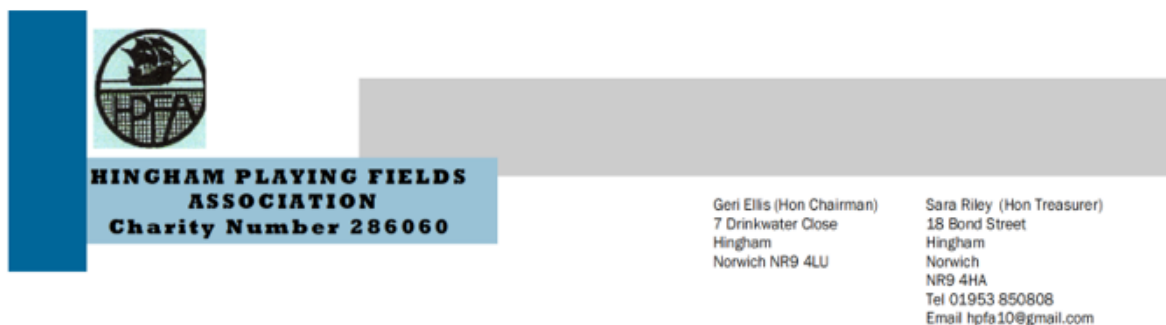 HPFA
HINGHAM PLAYING FIELDS
ASSOCIATION
Charity Number 286060
Geri Ellis (Hon Chairman)
7 Drinkwater Close
Hingham
Norwich NR9 4LU
Sara Riley (Hon Treasurer)
18 Bond Street
Hingham
Norwich
NR9 4HA
Tel 01953 850808
Email hpfa10@gmail.com